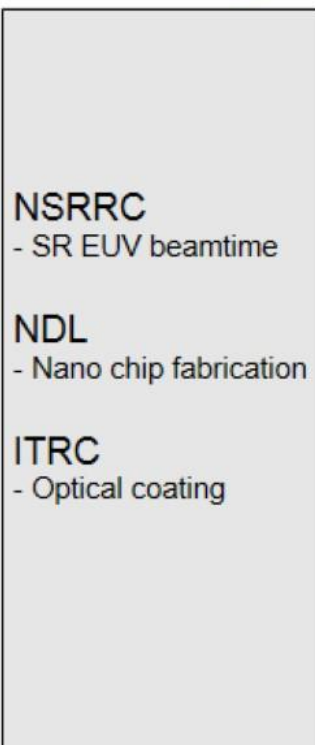 NSRRC
- SR EUV beamtime
NDL
- Nano chip fabrication
ITRC
- Optical coating